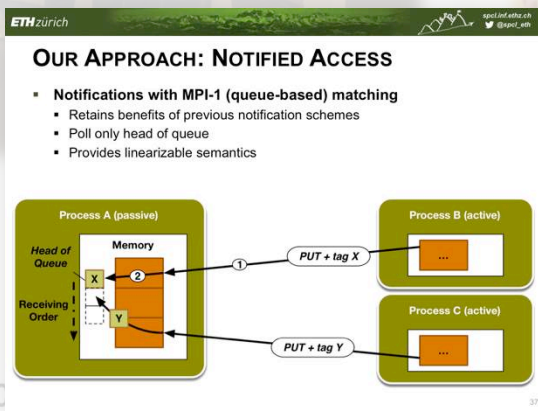 ETHzürich
spcl.inf.ethz.ch
@spcl_eth
OUR APPROACH: NOTIFIED ACCESS
Notifications with MPI-1 (queue-based) matching
Retains benefits of previous notification schemes
Poll only head of queue
Provides linearizable semantics
Process A (passive)
Memory
Head of
Queue
X
2
1
Receiving
Order
Y
PUT + tag X
Process B (active)
...
PUT + tag Y
Process C (active)
...
37